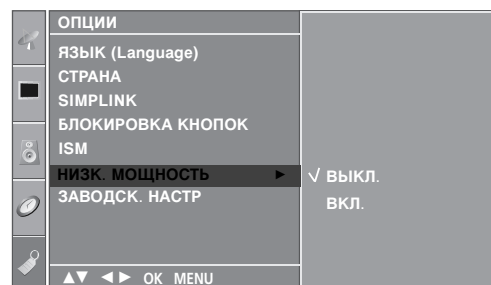 ОПЦИИ
ЯЗЫК (Language)
СТРАНА
SIMPLINK
БЛОКИРОВКА КНОПОК
ISM
НИЗК. МОЩНОСТЬ ►
√ ВЫКЛ.
ЗАВОДСК. НАСТР
ВКЛ.
▲▼ ◄► OK MENU